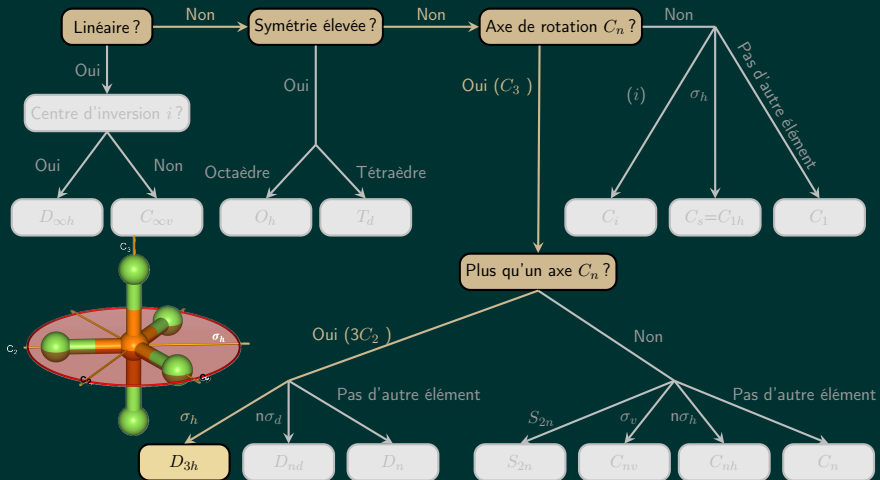 Linéaire ?
Non
Symétrie élevée ?
Non
Axe de rotation Cₙ ?
Non
Oui
Oui
Oui (C₃ )
(i)
σₕ
Pas d'autre élément
Centre d'inversion i ?
Oui
Non
Octaèdre
Tétraèdre
D∞h
C∞v
Oₕ
T_d
Cᵢ
Cₛ=C₁ₕ
C₁
C₃
Plus qu'un axe Cₙ ?
σₕ
C₂
Oui (3C₂ )
Non
σₕ
nσ_d
Pas d'autre élément
S₂ₙ
σᵥ
nσₕ
Pas d'autre élément
D₃ₕ
Dₙd
Dₙ
S₂ₙ
Cₙᵥ
Cₙₕ
Cₙ